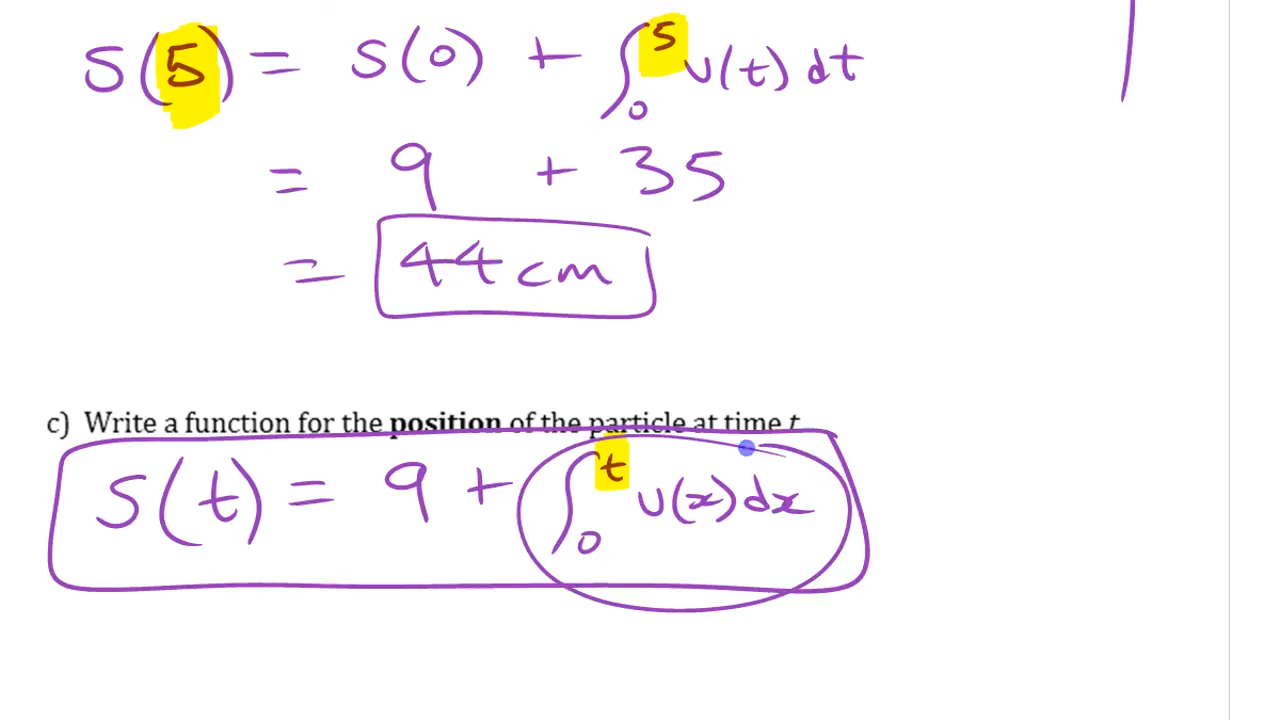 S(5) = S(0) + ∫₀⁵ v(t) dt
= 9 + 35
= 44 cm
c) Write a function for the position of the particle at time t
S(t) = 9 + ∫₀ᵗ v(x) dx